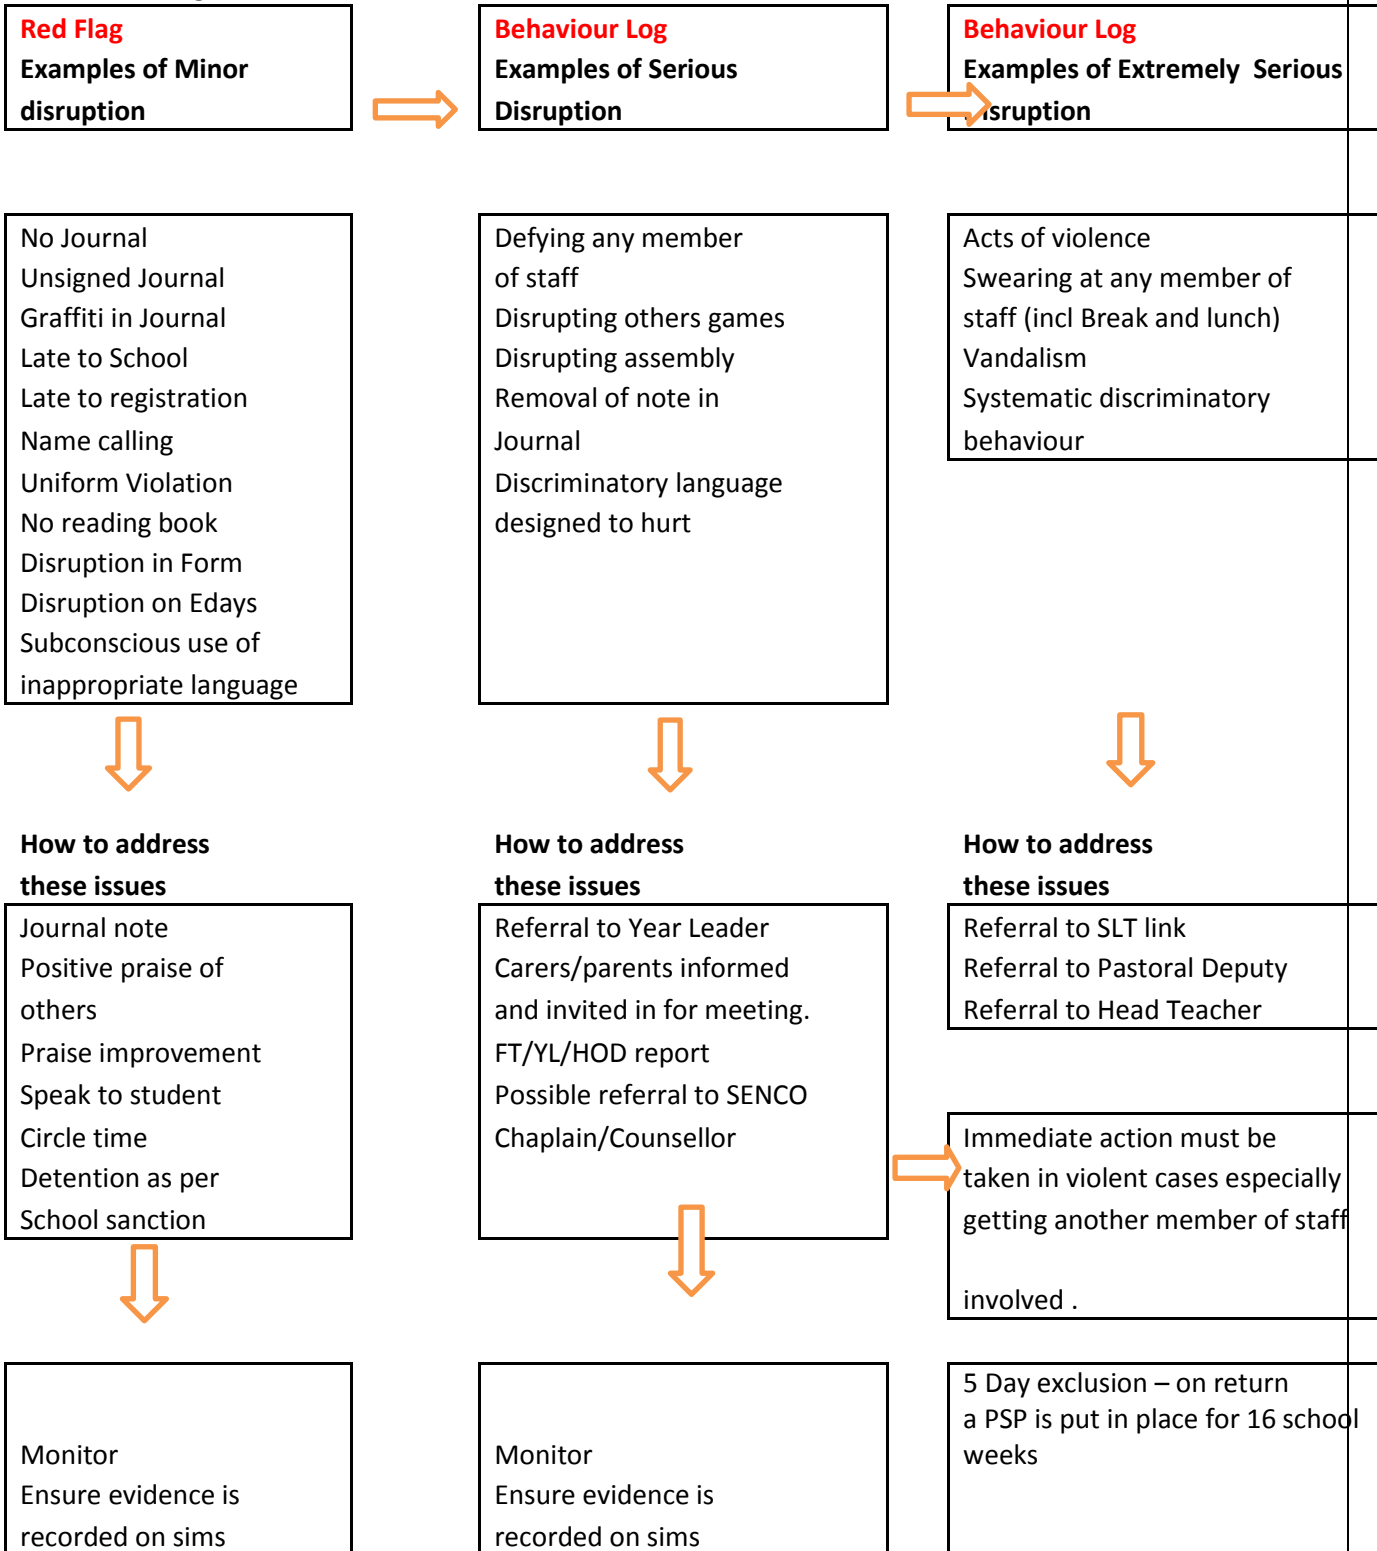 Red Flag
Examples of Minor
disruption
Behaviour Log
Examples of Serious
Disruption
Behaviour Log
Examples of Extremely Serious
Disruption
No Journal
Unsigned Journal
Graffiti in Journal
Late to School
Late to registration
Name calling
Uniform Violation
No reading book
Disruption in Form
Disruption on Edays
Subconscious use of
inappropriate language
Defying any member
of staff
Disrupting others games
Disrupting assembly
Removal of note in
Journal
Discriminatory language
designed to hurt
Acts of violence
Swearing at any member of
staff (incl Break and lunch)
Vandalism
Systematic discriminatory
behaviour
How to address
these issues
Journal note
Positive praise of
others
Praise improvement
Speak to student
Circle time
Detention as per
School sanction
How to address
these issues
Referral to Year Leader
Carers/parents informed
and invited in for meeting.
FT/YL/HOD report
Possible referral to SENCO
Chaplain/Counsellor
How to address
these issues
Referral to SLT link
Referral to Pastoral Deputy
Referral to Head Teacher
Immediate action must be
taken in violent cases especially
getting another member of staff
involved .
Monitor
Ensure evidence is
recorded on sims
Monitor
Ensure evidence is
recorded on sims
5 Day exclusion – on return
a PSP is put in place for 16 school
weeks